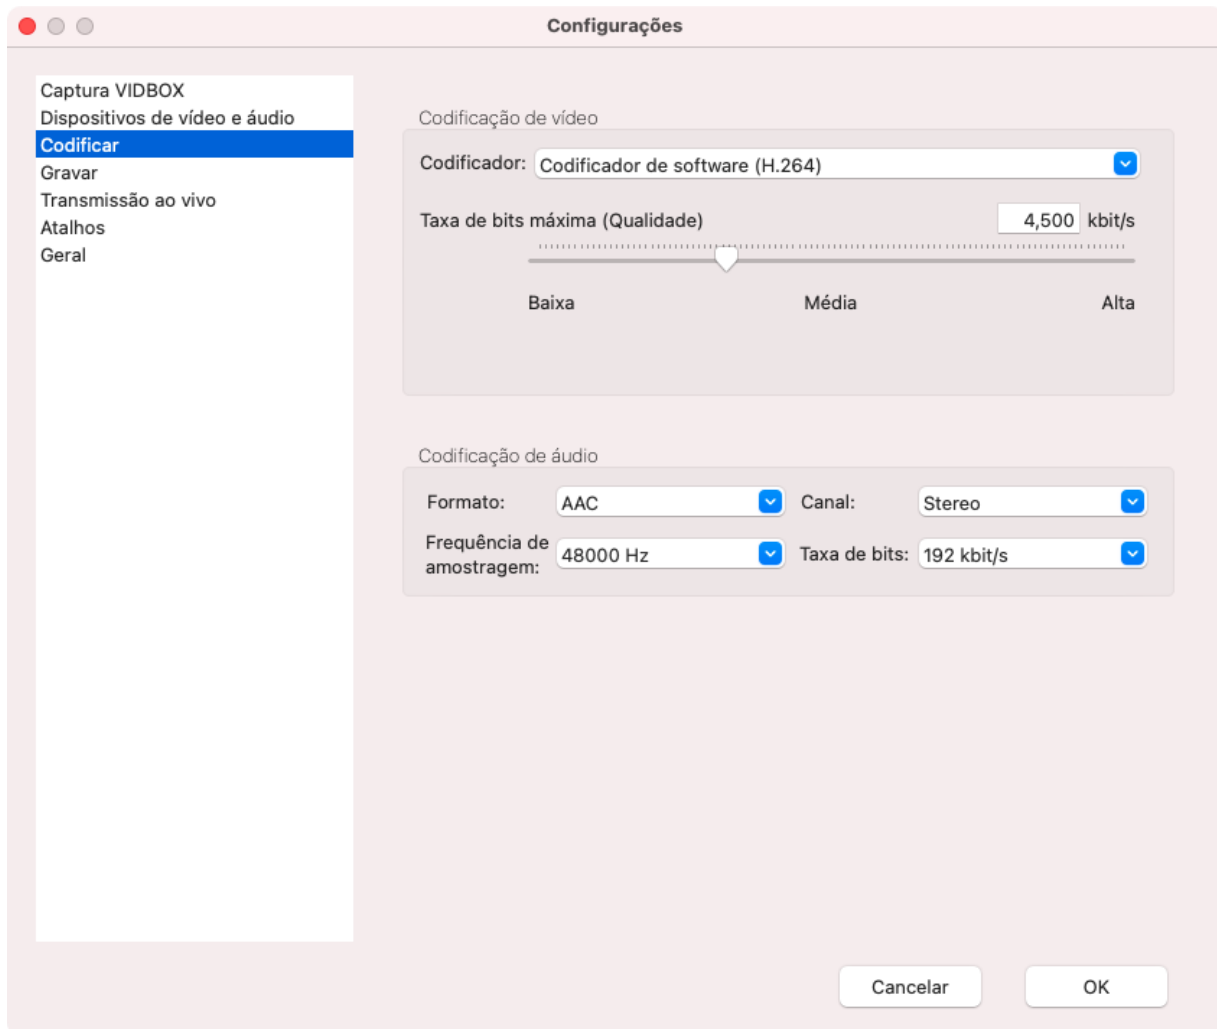 Configurações
Captura VIDBOX
Dispositivos de vídeo e áudio
Codificar
Gravar
Transmissão ao vivo
Atalhos
Geral
Codificação de vídeo
Codificador: Codificador de software (H.264)
Taxa de bits máxima (Qualidade) 4,500 kbit/s
Baixa Média Alta
Codificação de áudio
Formato: AAC Canal: Stereo
Frequência de
amostragem: 48000 Hz Taxa de bits: 192 kbit/s
Cancelar OK